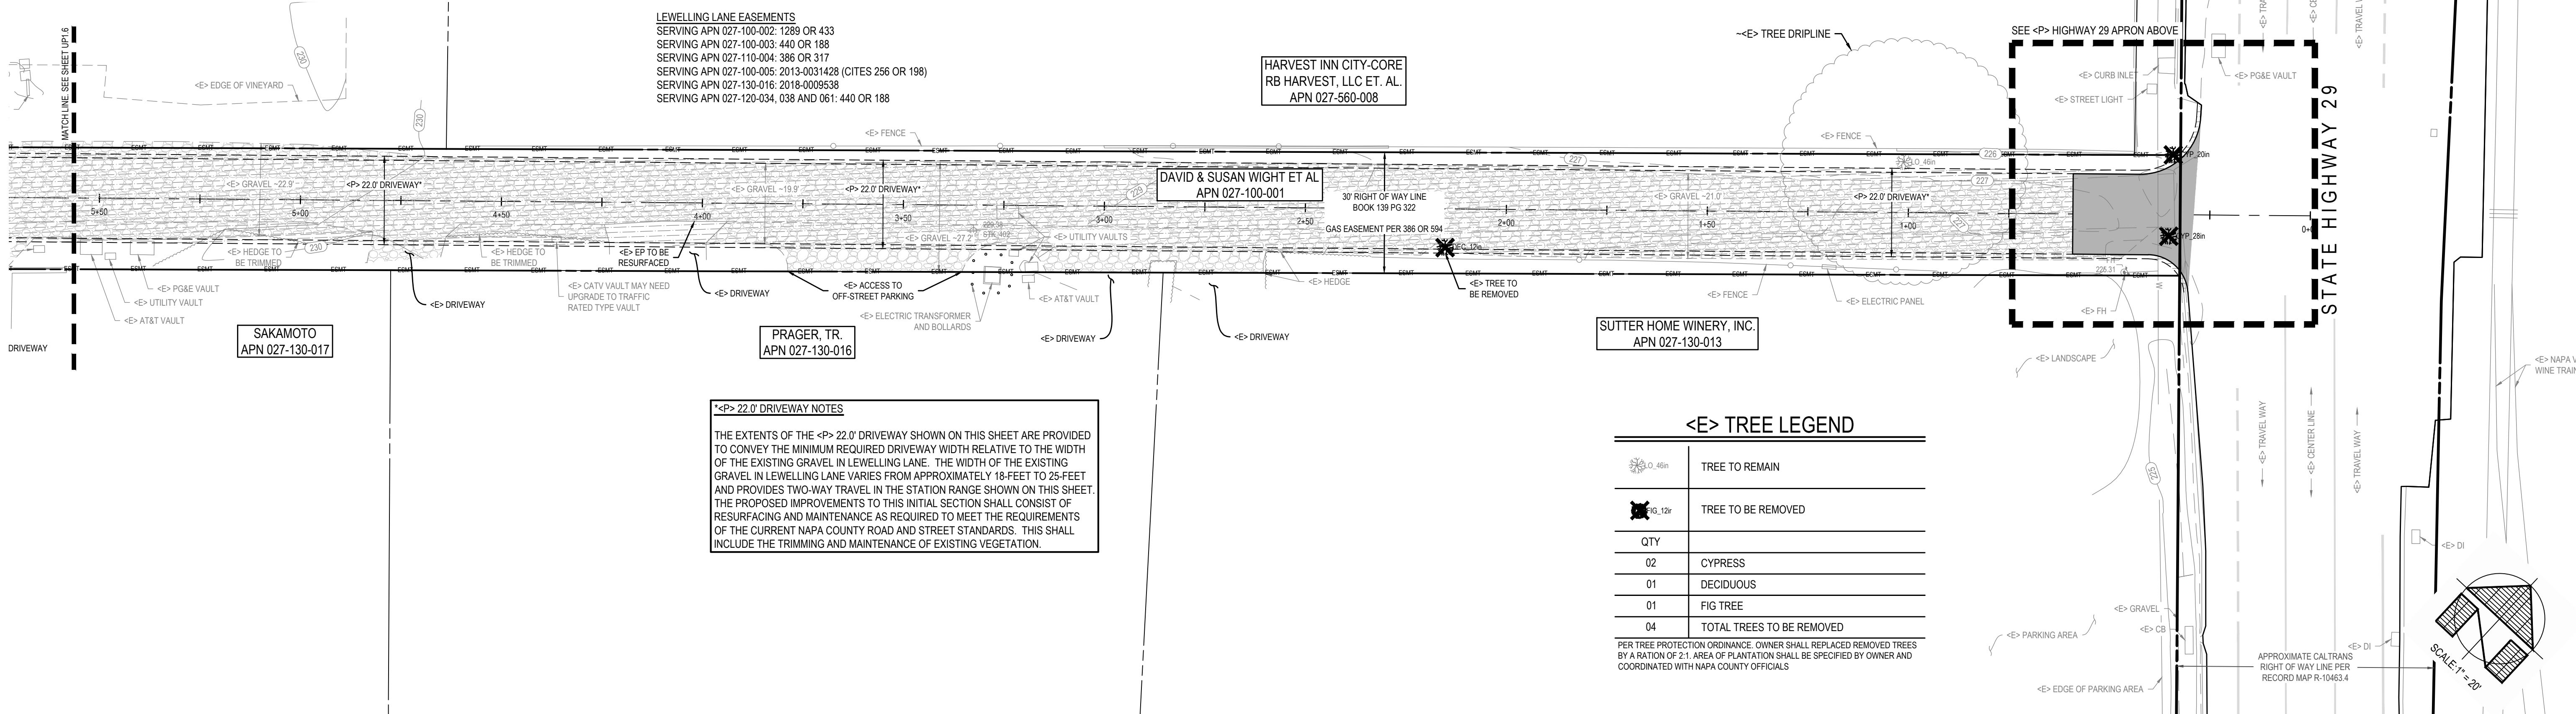 LEWELLING LANE EASEMENTS
SERVING APN 027-100-002: 1289 OR 433
SERVING APN 027-100-003: 440 OR 188
SERVING APN 027-110-004: 386 OR 317
SERVING APN 027-100-005: 2013-0031428 (CITES 256 OR 198)
SERVING APN 027-130-016: 2018-0009538
SERVING APN 027-120-034, 038 AND 061: 440 OR 188
MATCH LINE. SEE SHEET UP1.6
230
<E> EDGE OF VINEYARD
230
HARVEST INN CITY-CORE
RB HARVEST, LLC ET. AL.
APN 027-560-008
~<E> TREE DRIPLINE
SEE <P> HIGHWAY 29 APRON ABOVE
<E> CURB INLET
<E> STREET LIGHT
<E> PG&E VAULT
<E> TRAVEL W
STATE HIGHWAY 29
<E> FENCE
<E> FENCE
ESMT
LO_46in
226
227
227
YP_20in
<E> GRAVEL ~22.9'
<P> 22.0' DRIVEWAY*
<E> GRAVEL ~19.9'
<P> 22.0' DRIVEWAY*
229
DAVID & SUSAN WIGHT ET AL
APN 027-100-001
30' RIGHT OF WAY LINE
BOOK 139 PG 322
GAS EASEMENT PER 386 OR 594
<E> GRAVEL ~21.0'
<P> 22.0' DRIVEWAY*
5+50
5+00
4+50
4+00
3+50
3+00
2+50
2+00
1+50
1+00
<E> GRAVEL ~27.2'
<E> UTILITY VAULTS
DEC_12in
YP_28in
230
<E> HEDGE TO
BE TRIMMED
<E> HEDGE TO
BE TRIMMED
<E> EP TO BE
RESURFACED
<E> DRIVEWAY
<E> DRIVEWAY
<E> PG&E VAULT
<E> UTILITY VAULT
<E> AT&T VAULT
<E> CATV VAULT MAY NEED
UPGRADE TO TRAFFIC
RATED TYPE VAULT
<E> ACCESS TO
OFF-STREET PARKING
<E> ELECTRIC TRANSFORMER
AND BOLLARDS
<E> AT&T VAULT
<E> DRIVEWAY
<E> DRIVEWAY
<E> HEDGE
<E> TREE TO
BE REMOVED
<E> FENCE
<E> ELECTRIC PANEL
FH
225.31
<E> FH
W
DRIVEWAY
SAKAMOTO
APN 027-130-017
PRAGER, TR.
APN 027-130-016
SUTTER HOME WINERY, INC.
APN 027-130-013
<E> LANDSCAPE
<E> NAPA V
WINE TRAIN
*<P> 22.0' DRIVEWAY NOTES
THE EXTENTS OF THE <P> 22.0' DRIVEWAY SHOWN ON THIS SHEET ARE PROVIDED
TO CONVEY THE MINIMUM REQUIRED DRIVEWAY WIDTH RELATIVE TO THE WIDTH
OF THE EXISTING GRAVEL IN LEWELLING LANE. THE WIDTH OF THE EXISTING
GRAVEL IN LEWELLING LANE VARIES FROM APPROXIMATELY 18-FEET TO 25-FEET
AND PROVIDES TWO-WAY TRAVEL IN THE STATION RANGE SHOWN ON THIS SHEET.
THE PROPOSED IMPROVEMENTS TO THIS INITIAL SECTION SHALL CONSIST OF
RESURFACING AND MAINTENANCE AS REQUIRED TO MEET THE REQUIREMENTS
OF THE CURRENT NAPA COUNTY ROAD AND STREET STANDARDS. THIS SHALL
INCLUDE THE TRIMMING AND MAINTENANCE OF EXISTING VEGETATION.
<E> TREE LEGEND
LO_46in TREE TO REMAIN
FIG_12ir TREE TO BE REMOVED
QTY
02 CYPRESS
01 DECIDUOUS
01 FIG TREE
04 TOTAL TREES TO BE REMOVED
PER TREE PROTECTION ORDINANCE. OWNER SHALL REPLACED REMOVED TREES
BY A RATION OF 2:1. AREA OF PLANTATION SHALL BE SPECIFIED BY OWNER AND
COORDINATED WITH NAPA COUNTY OFFICIALS
<E> TRAVEL WAY
<E> CENTER LINE
<E> TRAVEL WAY
225
<E> DI
<E> GRAVEL
<E> CB
<E> PARKING AREA
<E> DI
APPROXIMATE CALTRANS
RIGHT OF WAY LINE PER
RECORD MAP R-10463.4
<E> EDGE OF PARKING AREA
SCALE:1" = 20'